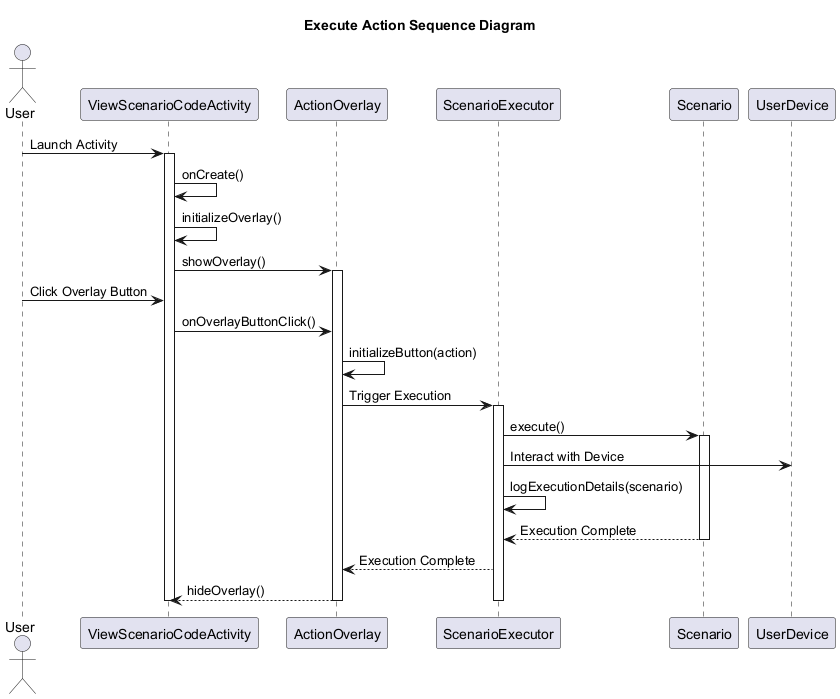 Execute Action Sequence Diagram
User
ViewScenarioCodeActivity
ActionOverlay
ScenarioExecutor
Scenario
UserDevice
Launch Activity
onCreate()
initializeOverlay()
showOverlay()
Click Overlay Button
onOverlayButtonClick()
initializeButton(action)
Trigger Execution
execute()
Interact with Device
logExecutionDetails(scenario)
Execution Complete
Execution Complete
hideOverlay()
User
ViewScenarioCodeActivity
ActionOverlay
ScenarioExecutor
Scenario
UserDevice